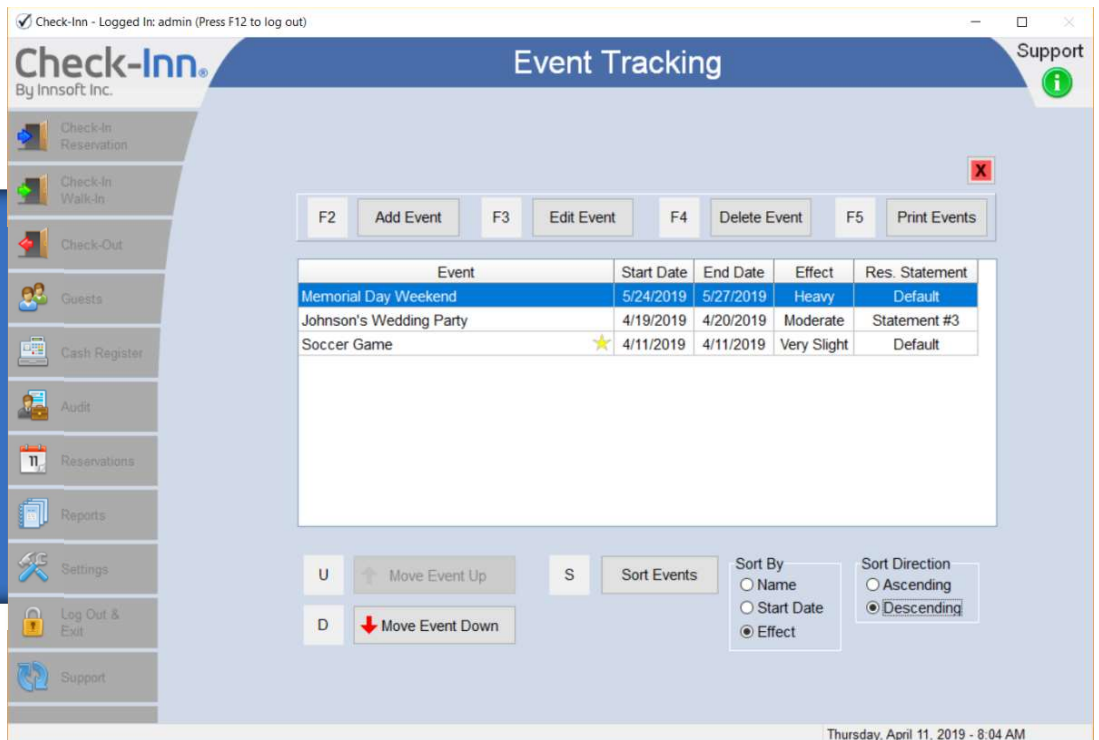 Check-Inn - Logged In: admin (Press F12 to log out)
Check-Inn®
By Innsoft Inc.
Event Tracking
Support
Check-In
Reservation
Check-In
Walk-In
Check-Out
Guests
Cash Register
Audit
11
Reservations
Reports
Settings
Log Out &
Exit
Support
X
F2 Add Event F3 Edit Event F4 Delete Event F5 Print Events
Event Start Date End Date Effect Res. Statement
Memorial Day Weekend 5/24/2019 5/27/2019 Heavy Default
Johnson's Wedding Party 4/19/2019 4/20/2019 Moderate Statement #3
Soccer Game 4/11/2019 4/11/2019 Very Slight Default
U Move Event Up
D Move Event Down
S Sort Events
Sort By
Name
Start Date
Effect
Sort Direction
Ascending
Descending
Thursday, April 11, 2019 - 8:04 AM